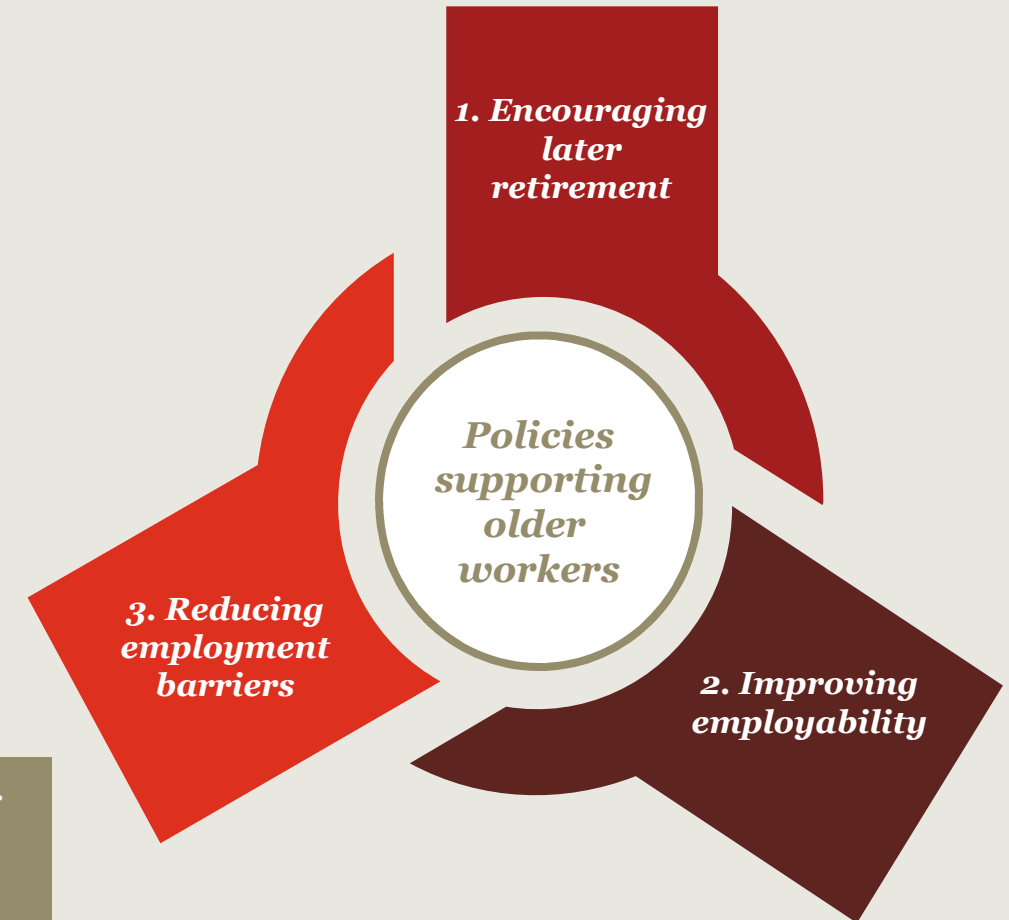 1. Encouraging
later
retirement
Policies
supporting
older
workers
3. Reducing
employment
barriers
2. Improving
employability